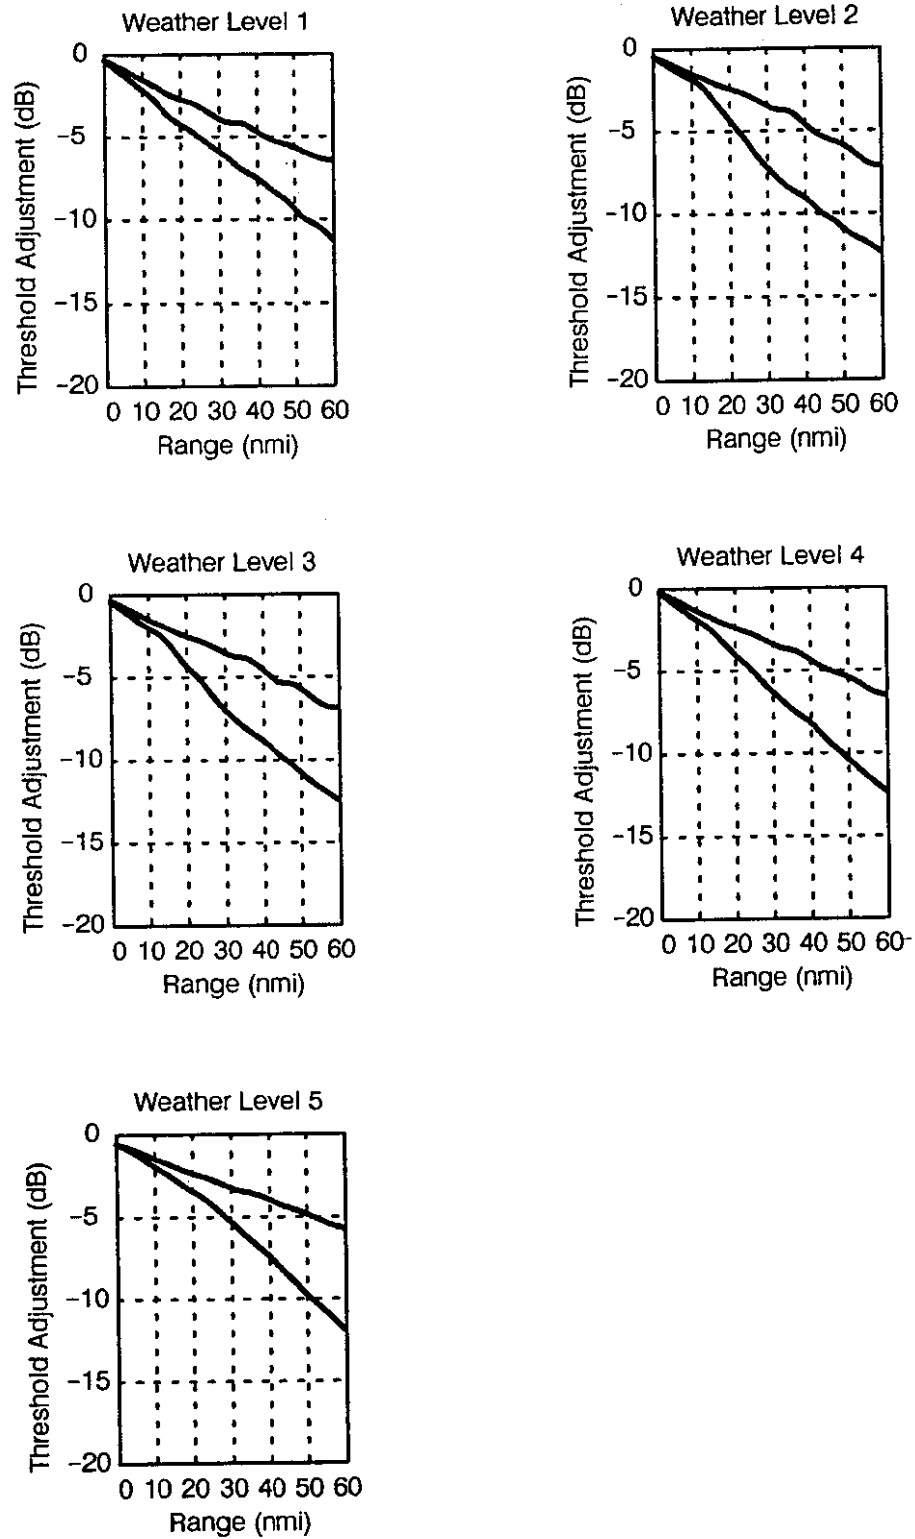 Weather Level 1
Threshold Adjustment (dB)
0
−5
−10
−15
−20
0 10 20 30 40 50 60
Range (nmi)
Weather Level 2
Threshold Adjustment (dB)
0
−5
−10
−15
−20
0 10 20 30 40 50 60
Range (nmi)
Weather Level 3
Threshold Adjustment (dB)
0
−5
−10
−15
−20
0 10 20 30 40 50 60
Range (nmi)
Weather Level 4
Threshold Adjustment (dB)
0
−5
−10
−15
−20
0 10 20 30 40 50 60
Range (nmi)
Weather Level 5
Threshold Adjustment (dB)
0
−5
−10
−15
−20
0 10 20 30 40 50 60
Range (nmi)